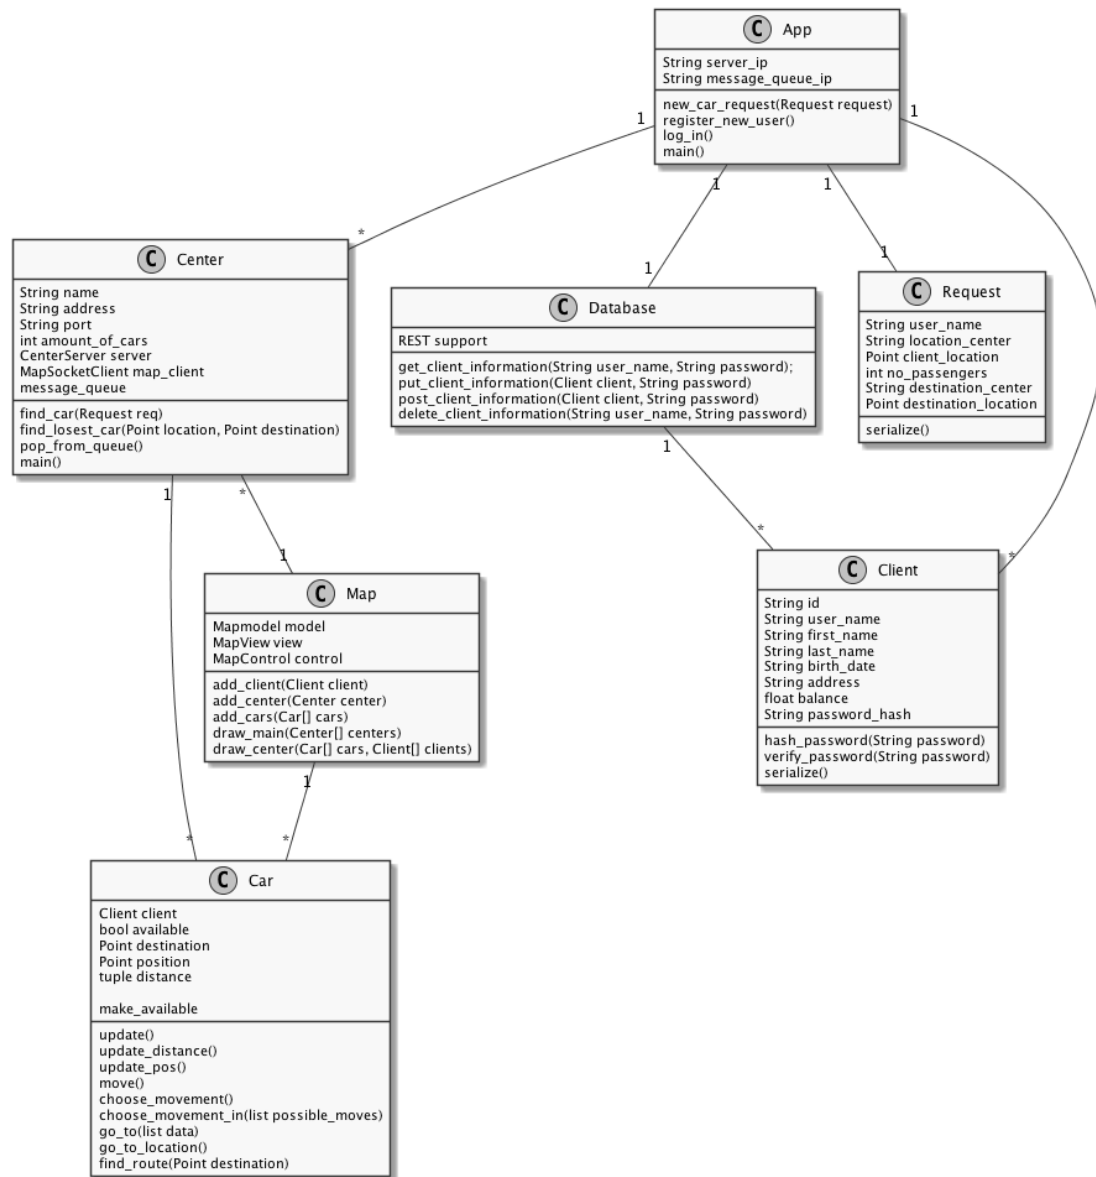 C App
String server_ip
String message_queue_ip
new_car_request(Request request)
register_new_user()
log_in()
main()
1
1
1
1
*
1
1
*
C Center
String name
String address
String port
int amount_of_cars
CenterServer server
MapSocketClient map_client
message_queue
find_car(Request req)
find_losest_car(Point location, Point destination)
pop_from_queue()
main()
C Database
REST support
get_client_information(String user_name, String password);
put_client_information(Client client, String password)
post_client_information(Client client, String password)
delete_client_information(String user_name, String password)
C Request
String user_name
String location_center
Point client_location
int no_passengers
String destination_center
Point destination_location
serialize()
1
*
1
*
1
*
C Map
Mapmodel model
MapView view
MapControl control
add_client(Client client)
add_center(Center center)
add_cars(Car[] cars)
draw_main(Center[] centers)
draw_center(Car[] cars, Client[] clients)
C Client
String id
String user_name
String first_name
String last_name
String birth_date
String address
float balance
String password_hash
hash_password(String password)
verify_password(String password)
serialize()
1
*
*
C Car
Client client
bool available
Point destination
Point position
tuple distance
make_available
update()
update_distance()
update_pos()
move()
choose_movement()
choose_movement_in(list possible_moves)
go_to(list data)
go_to_location()
find_route(Point destination)